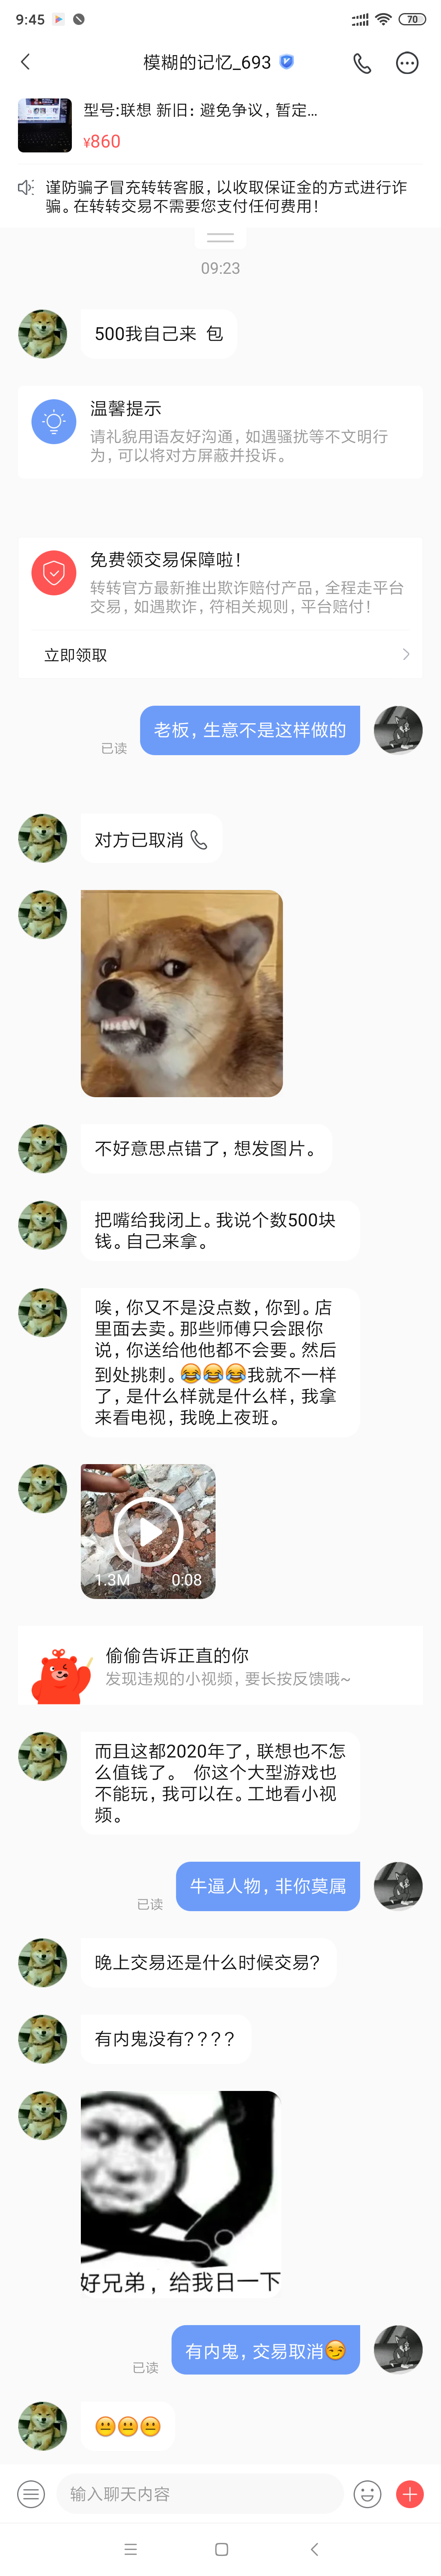 9:45
70
模糊的记忆_693
型号:联想 新旧：避免争议，暂定...
¥860
谨防骗子冒充转转客服，以收取保证金的方式进行诈
骗。在转转交易不需要您支付任何费用！
09:23
500我自己来 包
温馨提示
请礼貌用语友好沟通，如遇骚扰等不文明行
为，可以将对方屏蔽并投诉。
免费领交易保障啦！
转转官方最新推出欺诈赔付产品，全程走平台
交易，如遇欺诈，符相关规则，平台赔付！
立即领取
老板，生意不是这样做的
已读
对方已取消
不好意思点错了，想发图片。
把嘴给我闭上。我说个数500块
钱。自己来拿。
唉，你又不是没点数，你到。店
里面去卖。那些师傅只会跟你
说，你送给他他都不会要。然后
到处挑刺。😂😂😂我就不一样
了，是什么样就是什么样，我拿
来看电视，我晚上夜班。
1.3M
0:08
偷偷告诉正直的你
发现违规的小视频，要长按反馈哦~
而且这都2020年了，联想也不怎
么值钱了。 你这个大型游戏也
不能玩，我可以在。工地看小视
频。
牛逼人物，非你莫属
已读
晚上交易还是什么时候交易？
有内鬼没有？？？？
好兄弟，给我日一下
有内鬼，交易取消😏
已读
😐😐😐
输入聊天内容